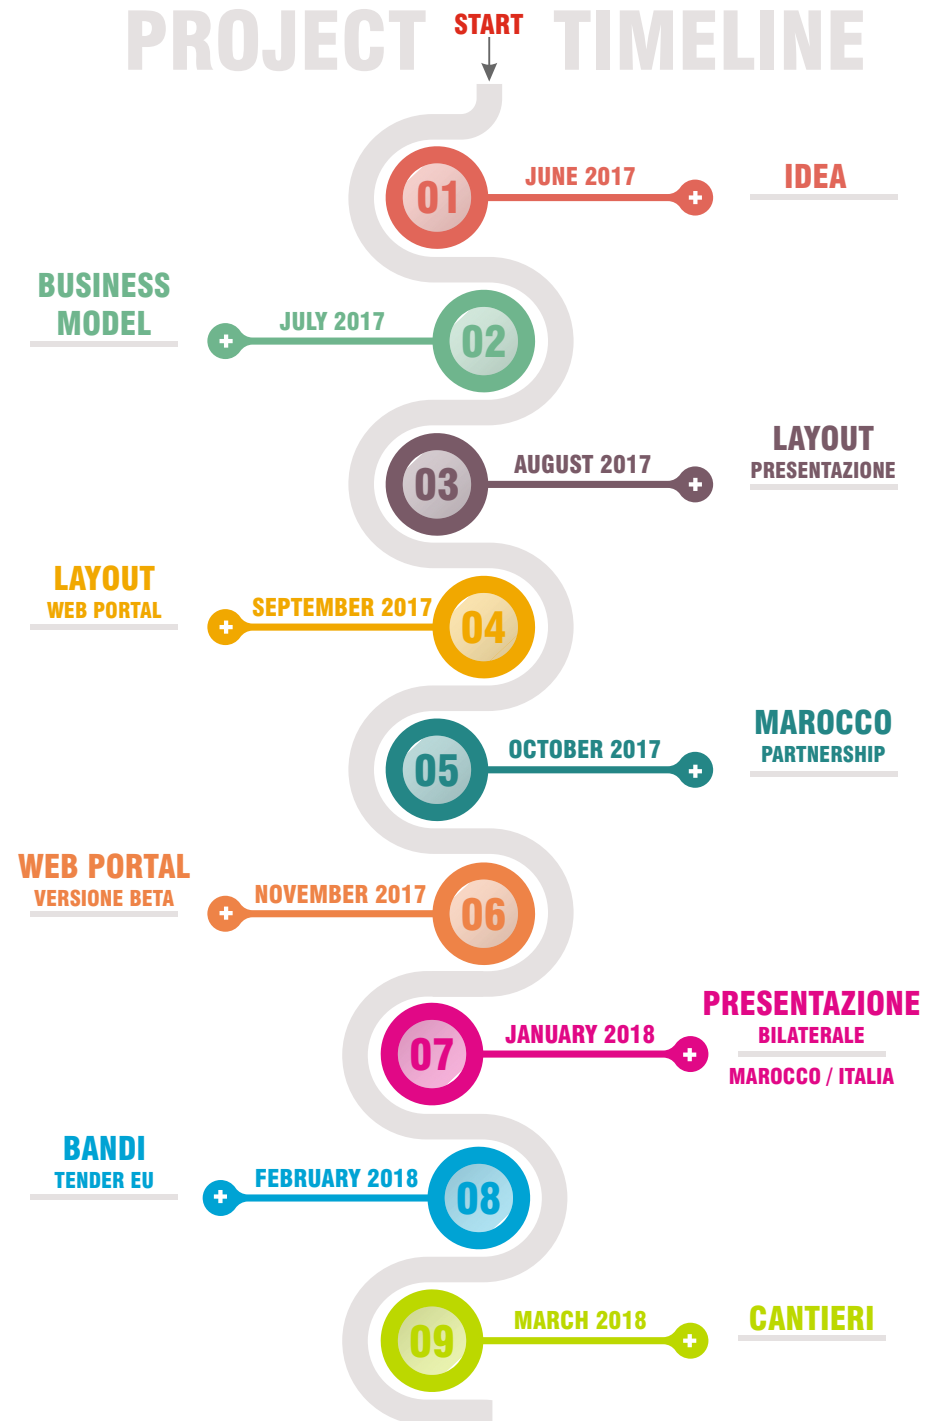 PROJECT START TIMELINE
01
JUNE 2017
IDEA
BUSINESS
MODEL
JULY 2017
02
03
AUGUST 2017
LAYOUT
PRESENTAZIONE
LAYOUT
WEB PORTAL
SEPTEMBER 2017
04
05
OCTOBER 2017
MAROCCO
PARTNERSHIP
WEB PORTAL
VERSIONE BETA
NOVEMBER 2017
06
07
JANUARY 2018
PRESENTAZIONE
BILATERALE
MAROCCO / ITALIA
BANDI
TENDER EU
FEBRUARY 2018
08
09
MARCH 2018
CANTIERI